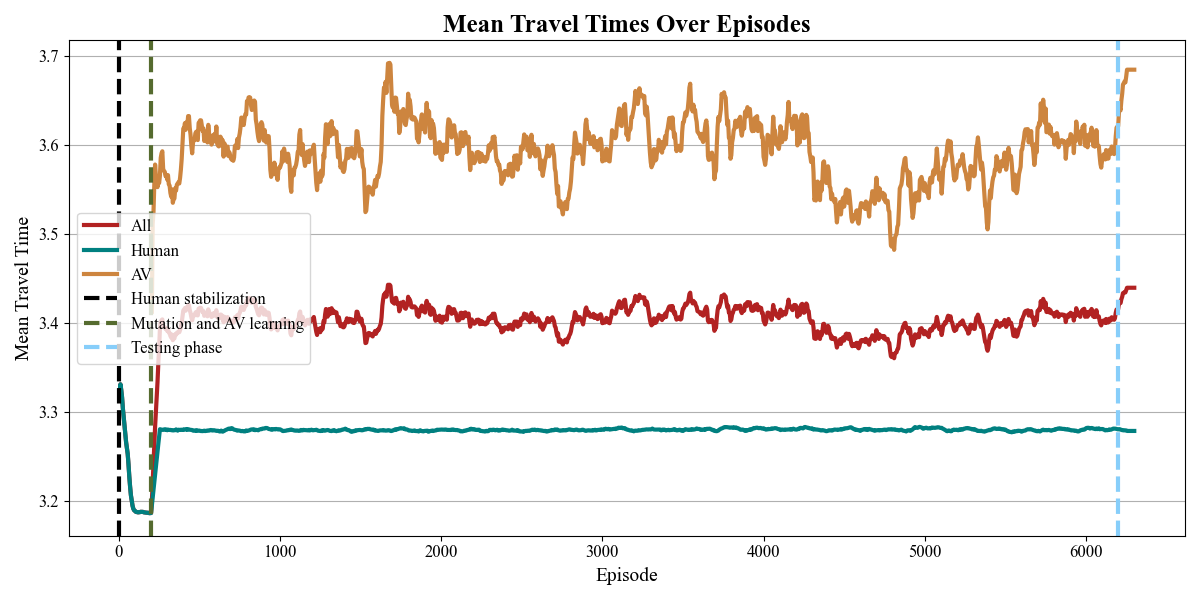 Mean Travel Times Over Episodes
3.7
3.6
3.5
3.4
3.3
3.2
Mean Travel Time
All
Human
AV
Human stabilization
Mutation and AV learning
Testing phase
0 1000 2000 3000 4000 5000 6000
Episode